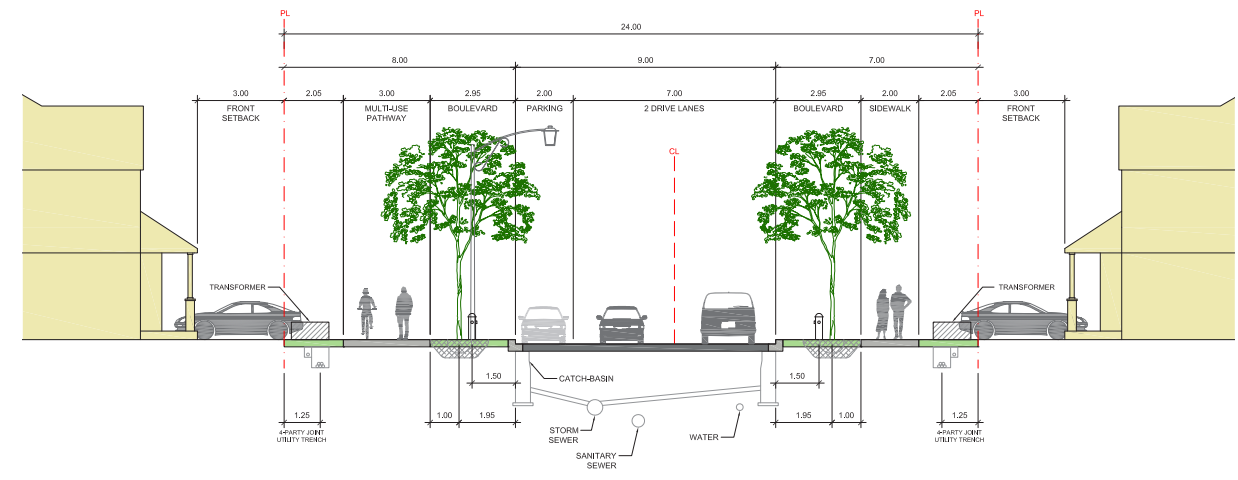 PL
PL
24.00
8.00
9.00
7.00
3.00
2.05
3.00
2.95
2.00
7.00
2.95
2.00
2.05
3.00
FRONT
SETBACK
MULTI-USE
PATHWAY
BOULEVARD
PARKING
2 DRIVE LANES
BOULEVARD
SIDEWALK
FRONT
SETBACK
CL
TRANSFORMER
TRANSFORMER
1.50
CATCH-BASIN
1.50
1.25
1.00
1.95
1.95
1.00
1.25
4-PARTY JOINT
UTILITY TRENCH
STORM
SEWER
SANITARY
SEWER
WATER
4-PARTY JOINT
UTILITY TRENCH